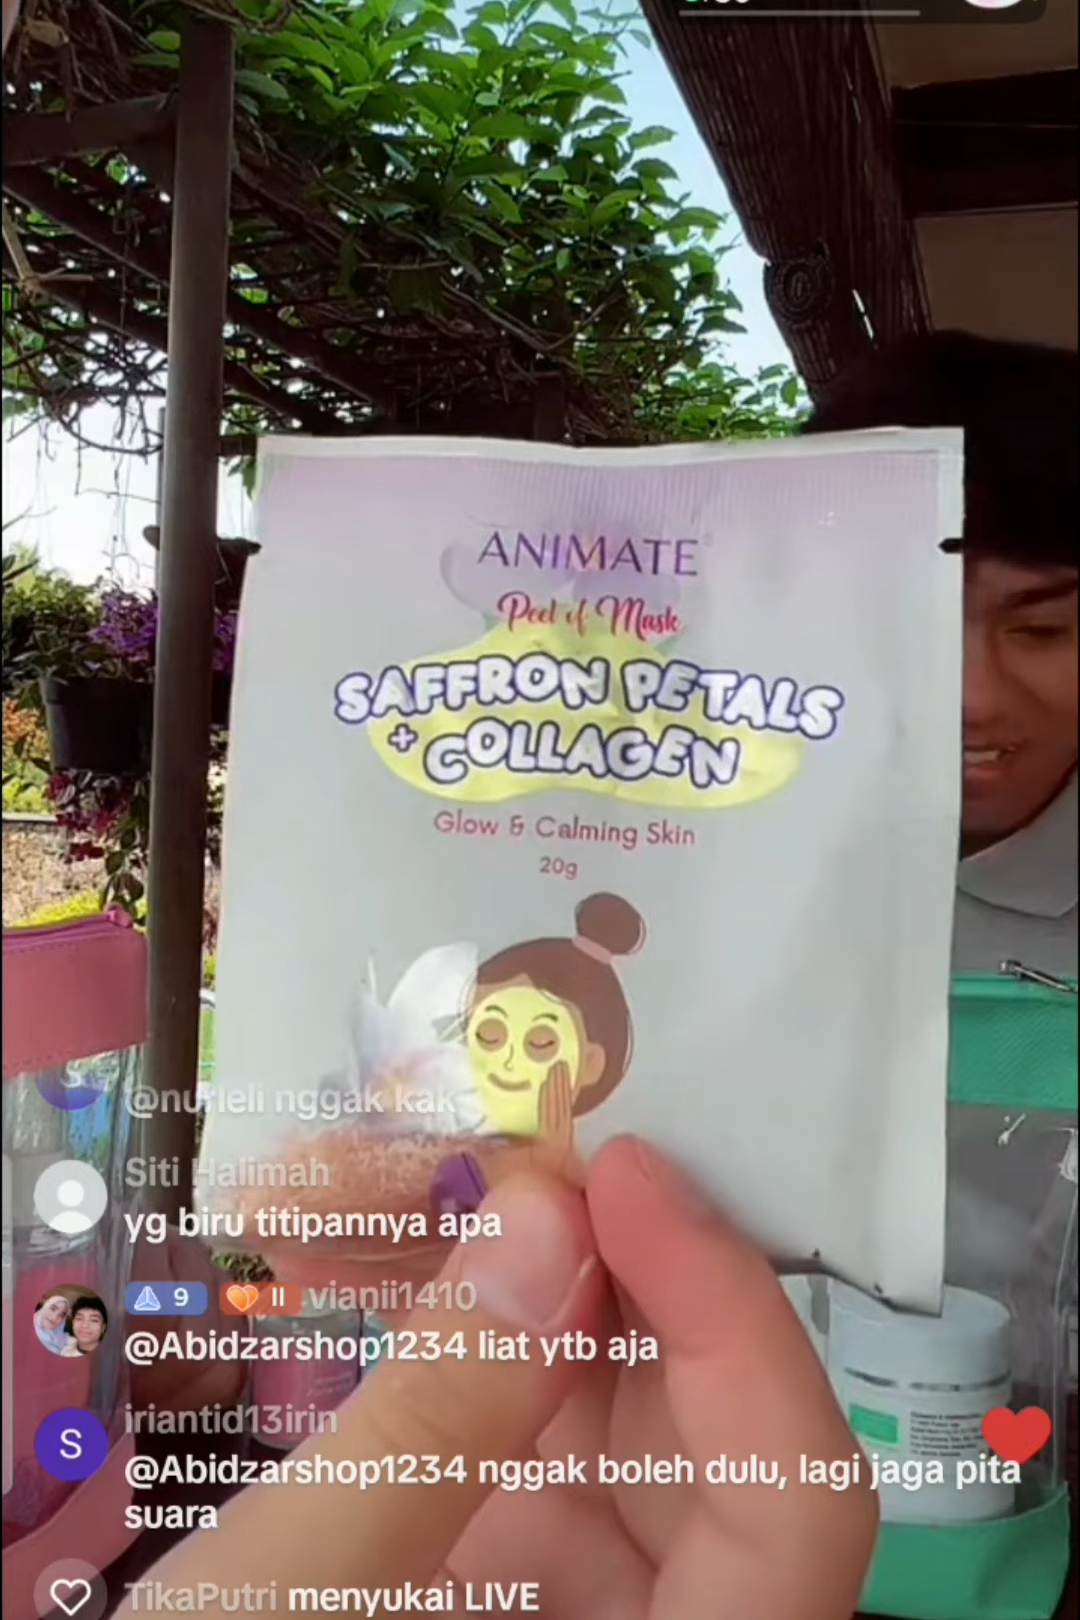 ANIMATE
Peel of Mask
SAFFRON PETALS
+ COLLAGEN
Glow & Calming Skin
20g
@nurleli nggak kak
Siti Halimah
yg biru titipannya apa
9 II .vianii1410
@Abidzarshop1234 liat ytb aja
S
iriantid13irin
@Abidzarshop1234 nggak boleh dulu, lagi jaga pita
suara
TikaPutri menyukai LIVE